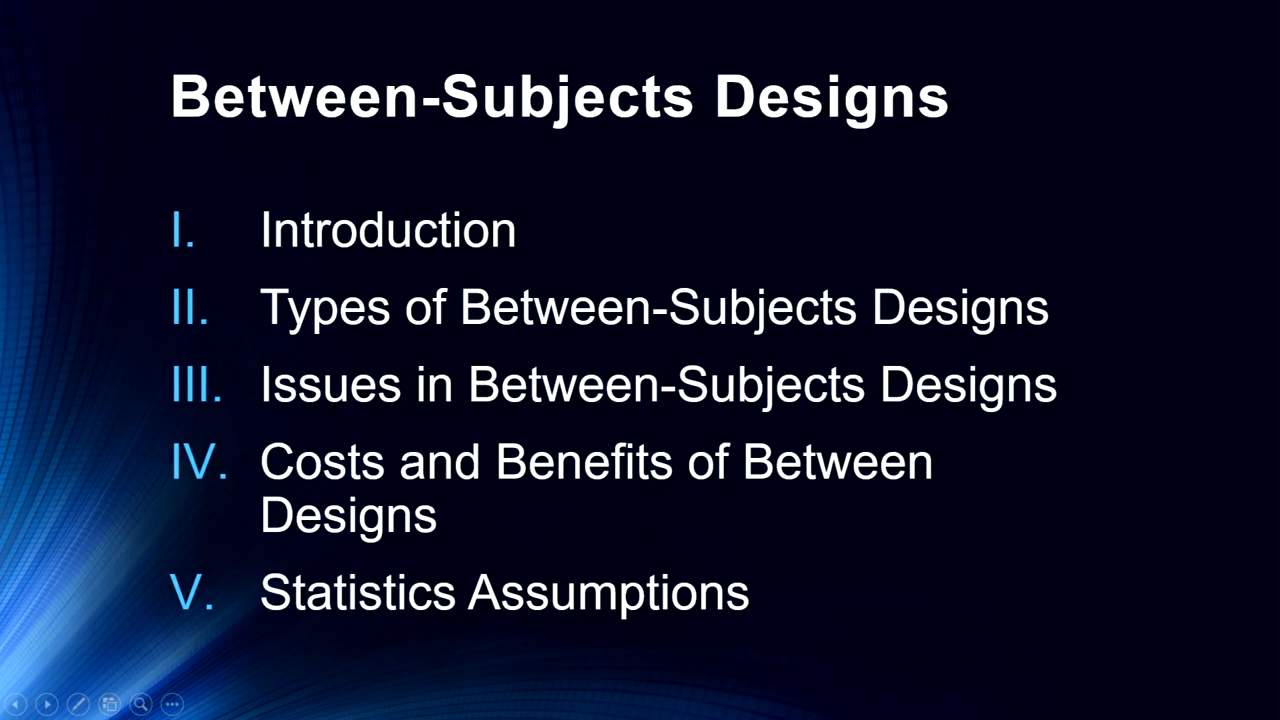 Between-Subjects Designs
I. Introduction
II. Types of Between-Subjects Designs
III. Issues in Between-Subjects Designs
IV. Costs and Benefits of Between
Designs
V. Statistics Assumptions